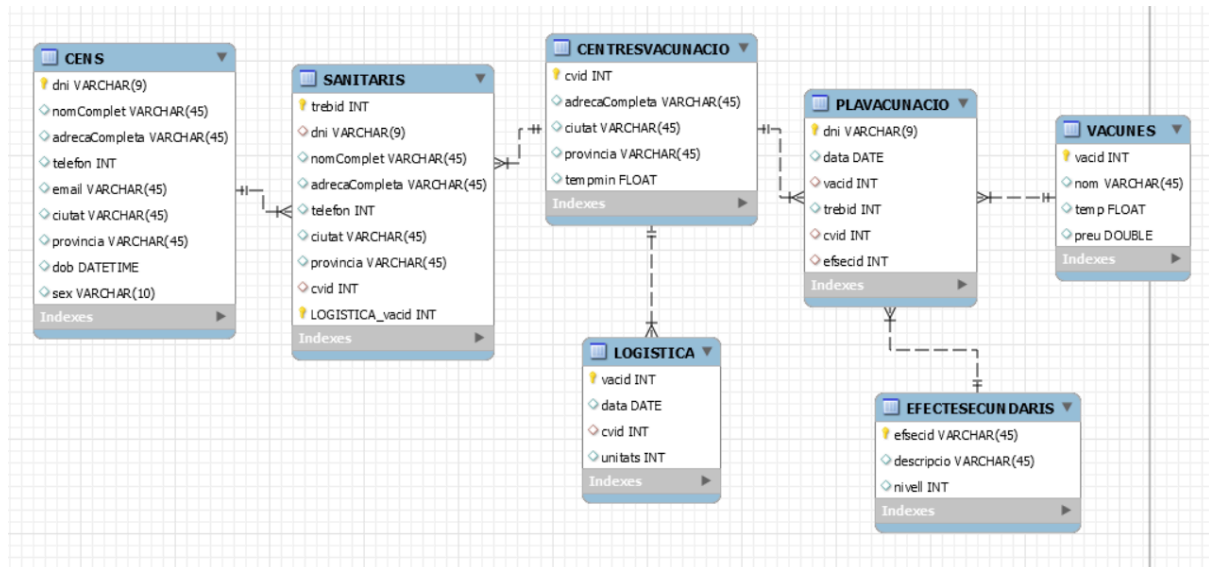 CENS
dni VARCHAR(9)
nomComplet VARCHAR(45)
adrecaCompleta VARCHAR(45)
telefon INT
email VARCHAR(45)
ciutat VARCHAR(45)
provincia VARCHAR(45)
dob DATETIME
sex VARCHAR(10)
Indexes
SANITARIS
trebid INT
dni VARCHAR(9)
nomComplet VARCHAR(45)
adrecaCompleta VARCHAR(45)
telefon INT
ciutat VARCHAR(45)
provincia VARCHAR(45)
cvid INT
LOGISTICA_vacid INT
Indexes
CENTRESVACUNACIO
cvid INT
adrecaCompleta VARCHAR(45)
ciutat VARCHAR(45)
provincia VARCHAR(45)
tempmin FLOAT
Indexes
LOGISTICA
vacid INT
data DATE
cvid INT
unitats INT
Indexes
PLAVACUNACIO
dni VARCHAR(9)
data DATE
vacid INT
trebid INT
cvid INT
efsecid INT
Indexes
VACUNES
vacid INT
nom VARCHAR(45)
temp FLOAT
preu DOUBLE
Indexes
EFECTESECUNDARIS
efsecid VARCHAR(45)
descripcio VARCHAR(45)
nivell INT
Indexes